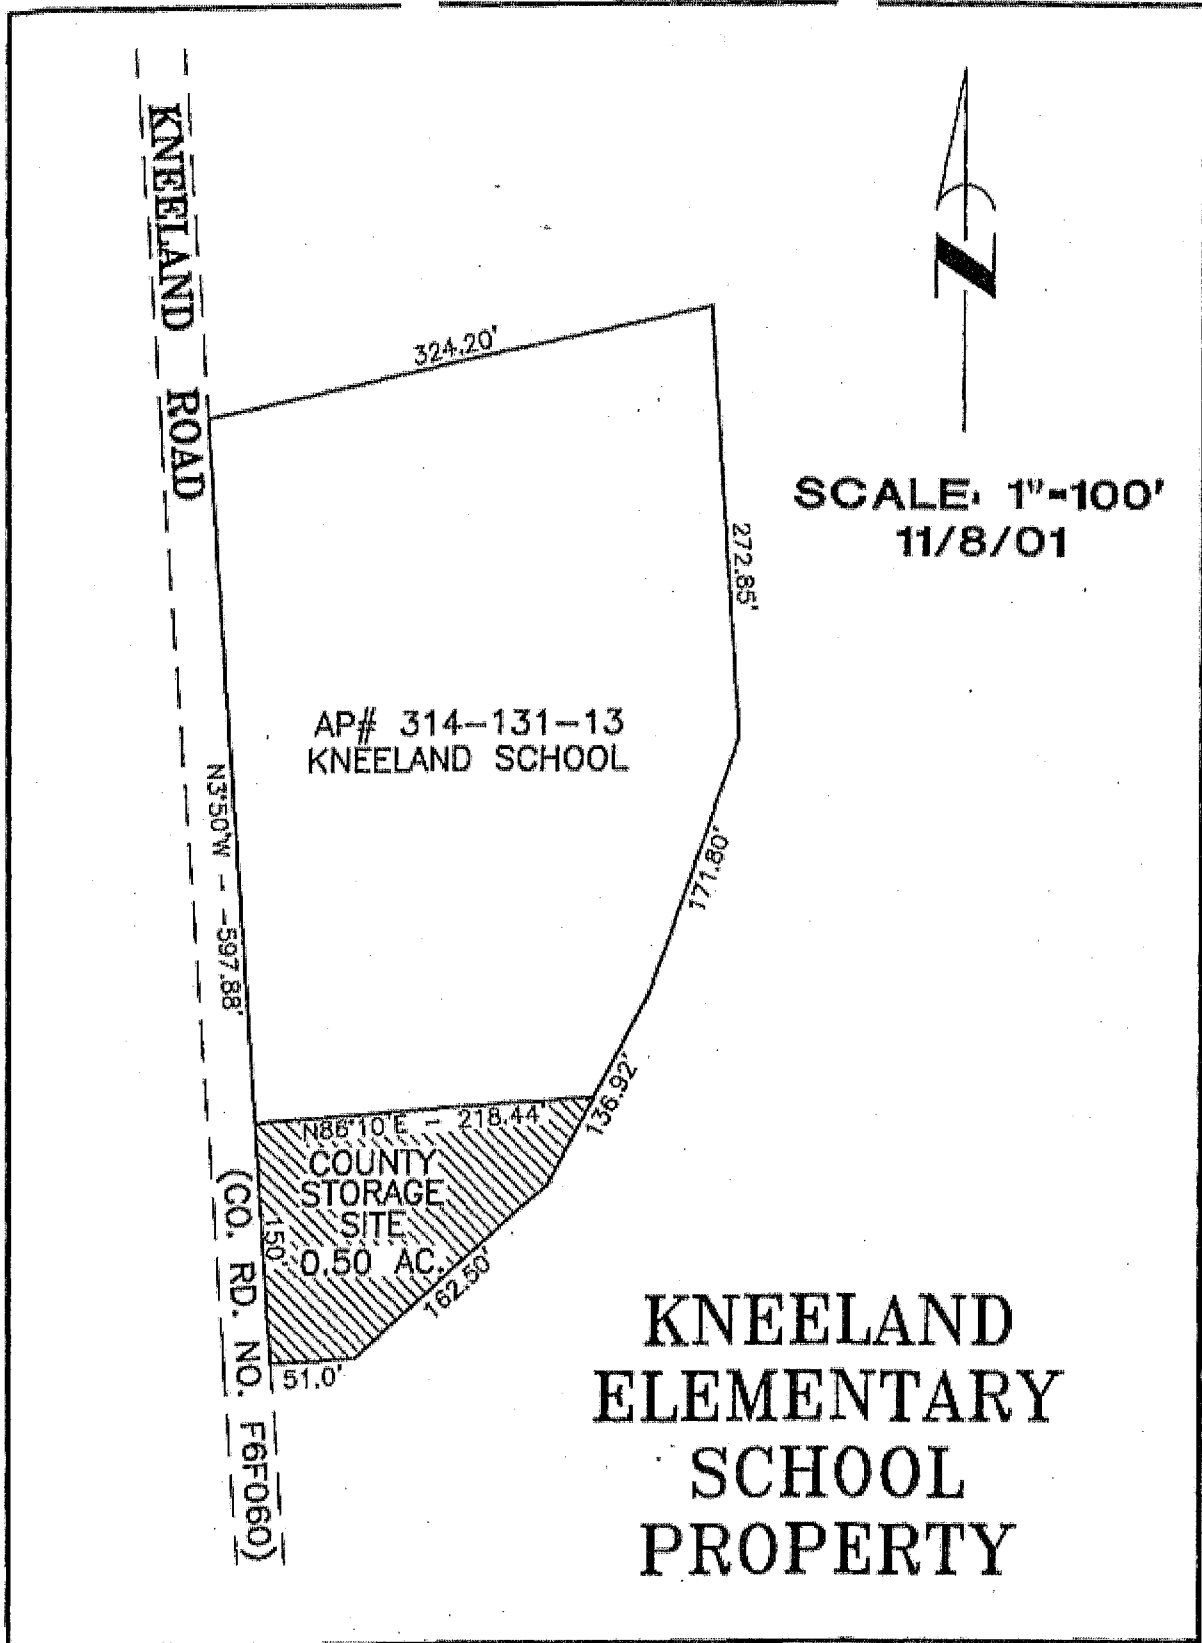 KNEELAND ROAD
(CO. RD. NO. F6F060)
324.20'
N
SCALE: 1"=100'
11/8/01
272.85'
AP# 314-131-13
KNEELAND SCHOOL
N3°50'W - -597.88'
171.80'
136.92'
N86°10'E - 218.44'
COUNTY
STORAGE
SITE
0.50 AC.
150'
162.50'
51.0'
KNEELAND
ELEMENTARY
SCHOOL
PROPERTY